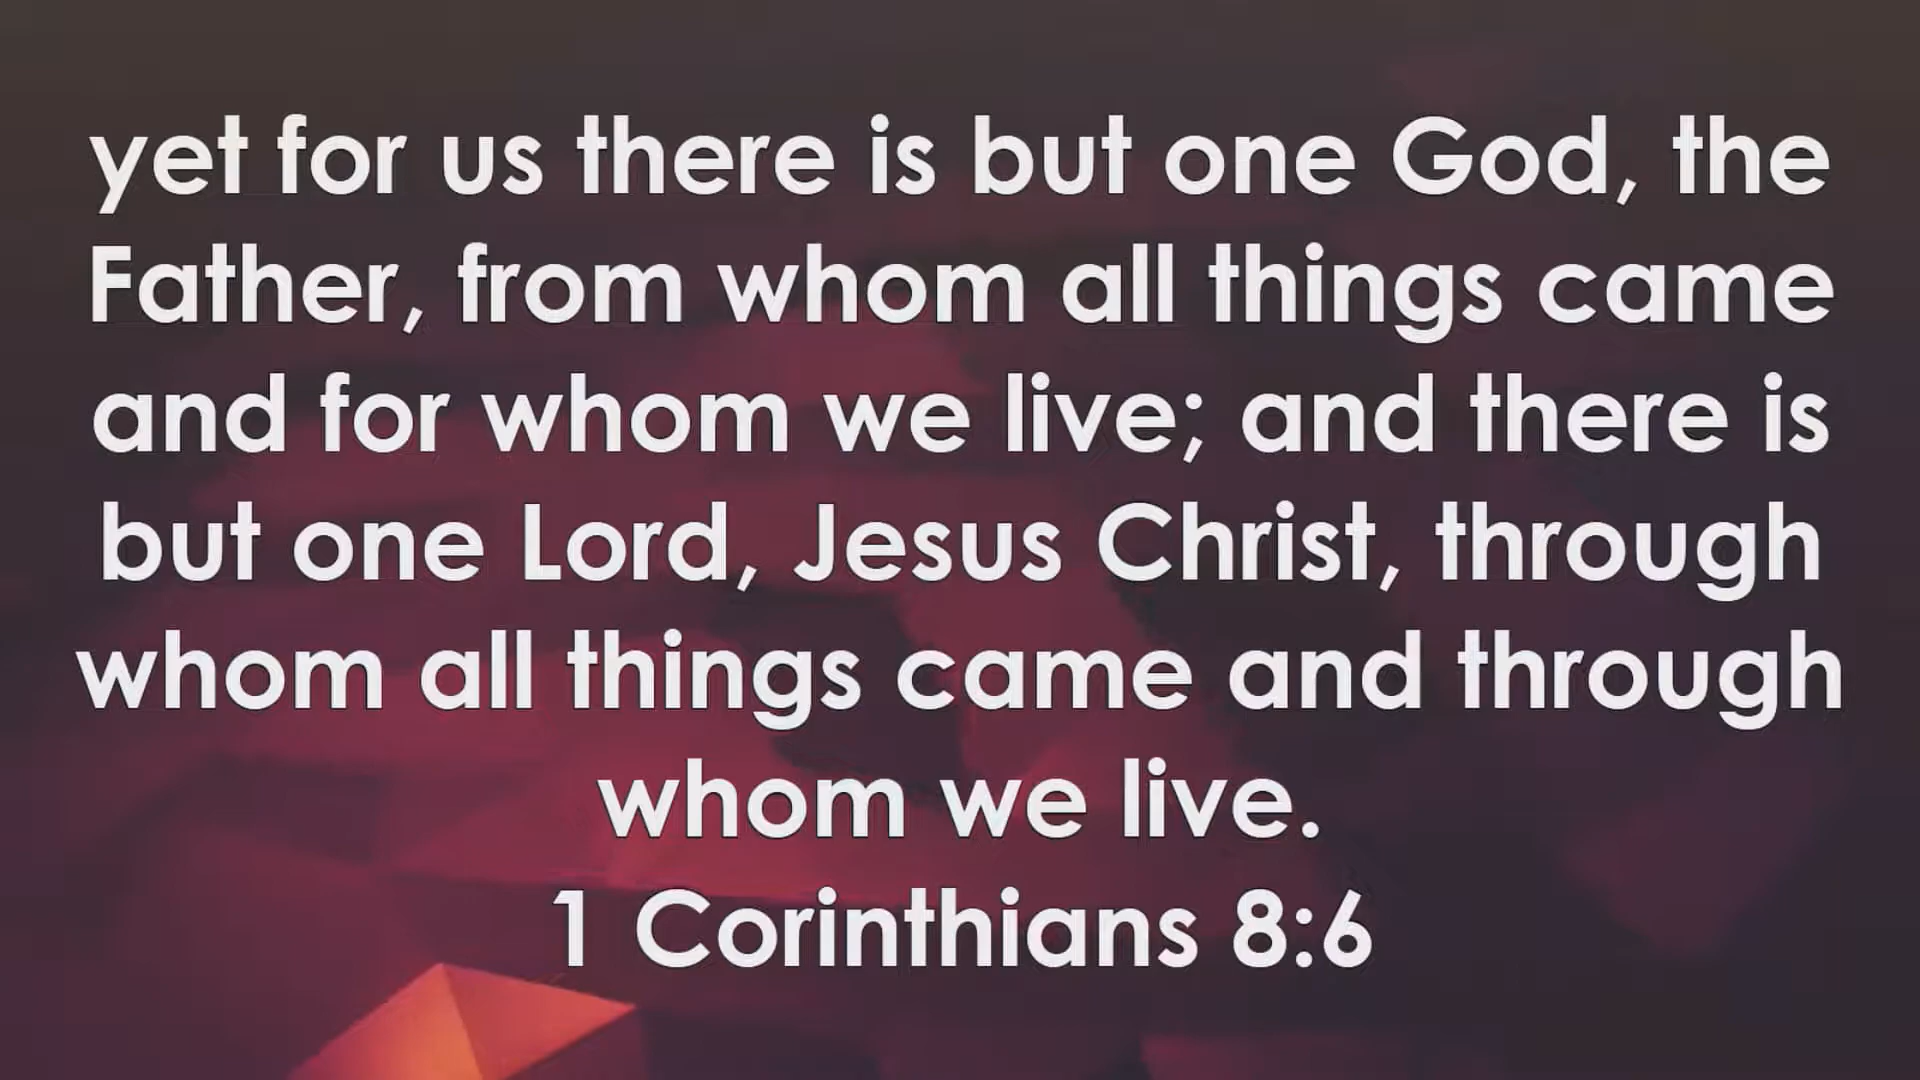 yet for us there is but one God, the
Father, from whom all things came
and for whom we live; and there is
but one Lord, Jesus Christ, through
whom all things came and through
whom we live.
1 Corinthians 8:6